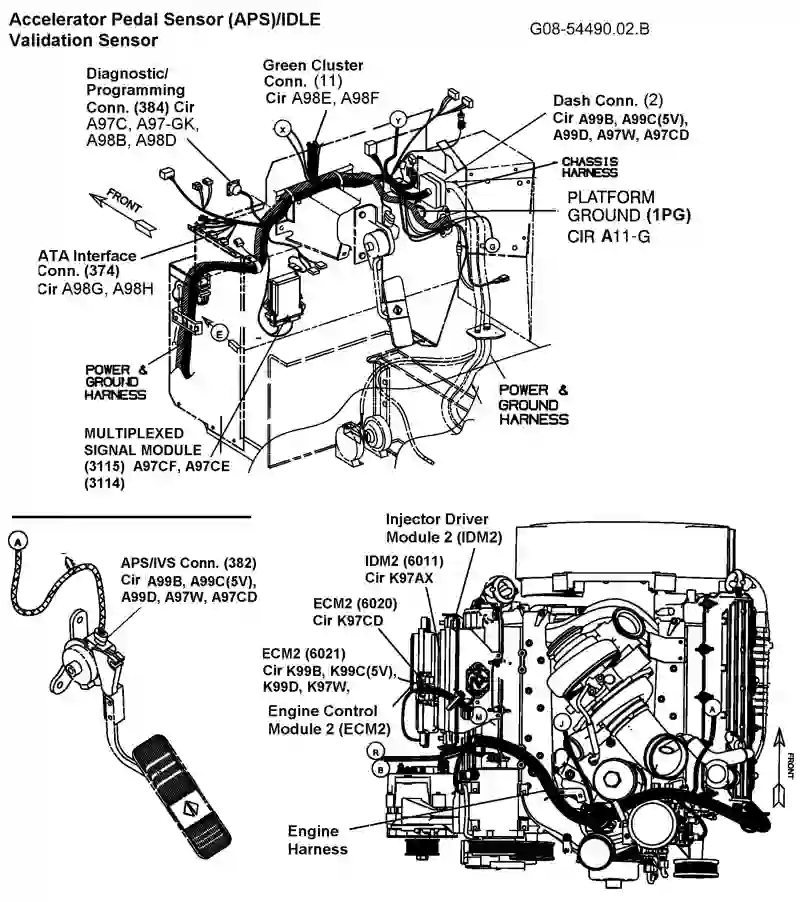 Accelerator Pedal Sensor (APS)/IDLE
Validation Sensor
G08-54490.02.B
Diagnostic/
Programming
Conn. (384) Cir
A97C, A97-GK,
A98B, A98D
Green Cluster
Conn. (11)
Cir A98E, A98F
Dash Conn. (2)
Cir A99B, A99C(5V),
A99D, A97W, A97CD
X
Y
CHASSIS
HARNESS
PLATFORM
GROUND (1PG)
CIR A11-G
FRONT
G
ATA Interface
Conn. (374)
Cir A98G, A98H
E
POWER &
GROUND
HARNESS
POWER &
GROUND
HARNESS
MULTIPLEXED
SIGNAL MODULE
(3115) A97CF, A97CE
(3114)
A
APS/IVS Conn. (382)
Cir A99B, A99C(5V),
A99D, A97W, A97CD
Injector Driver
Module 2 (IDM2)
IDM2 (6011)
Cir K97AX
ECM2 (6020)
Cir K97CD
ECM2 (6021)
Cir K99B, K99C(5V),
K99D, K97W,
Engine Control
Module 2 (ECM2)
M
J
A
R
B
FRONT
Engine
Harness